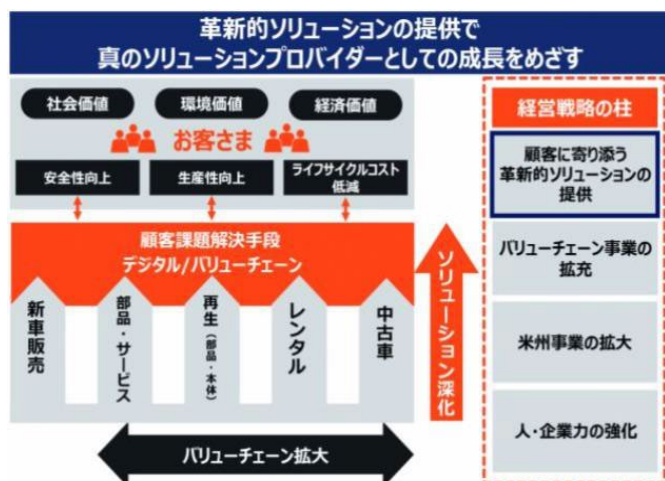 革新的ソリューションの提供で
真のソリューションプロバイダーとしての成長をめざす
社会価値
環境価値
経済価値
お客さま
安全性向上
生産性向上
ライフサイクルコスト
低減
顧客課題解決手段
デジタル/バリューチェーン
新車販売
部品・サービス
再生(部品・本体)
レンタル
中古車
バリューチェーン拡大
ソリューション深化
経営戦略の柱
顧客に寄り添う
革新的ソリューションの
提供
バリューチェーン事業の
拡充
米州事業の拡大
人・企業力の強化